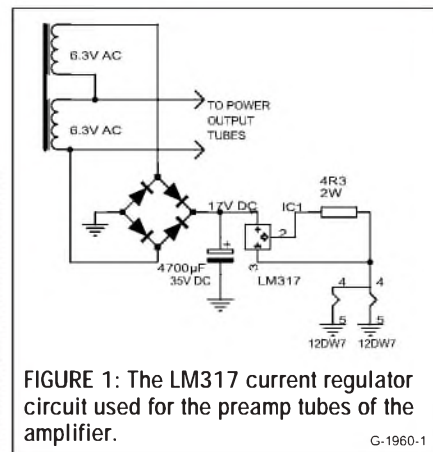 6.3V AC
TO POWER
OUTPUT
TUBES
6.3V AC
17V DC
IC1
4R3
2W
2
+
4700µF
35V DC
3
LM317
4
4
5
5
12DW7
12DW7
FIGURE 1: The LM317 current regulator
circuit used for the preamp tubes of the
amplifier.
G-1960-1